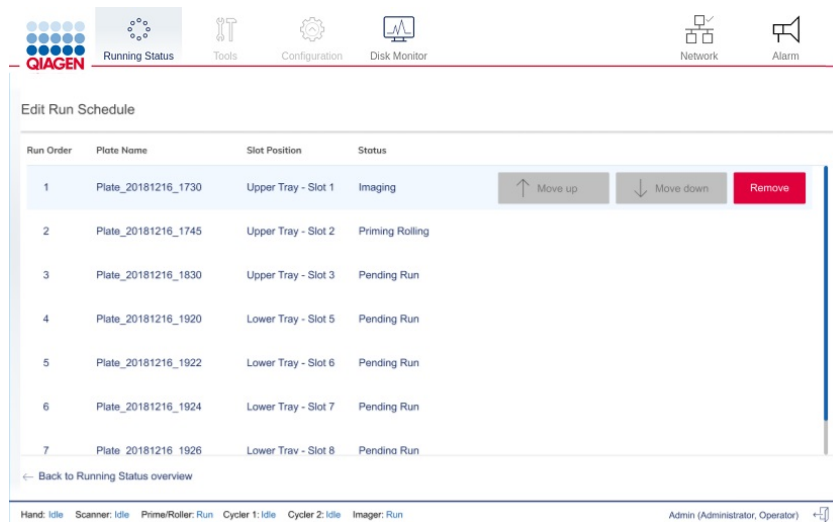 QIAGEN
Running Status Tools Configuration Disk Monitor Network Alarm
Edit Run Schedule
Run Order Plate Name Slot Position Status
1 Plate_20181216_1730 Upper Tray - Slot 1 Imaging Move up Move down Remove
2 Plate_20181216_1745 Upper Tray - Slot 2 Priming Rolling
3 Plate_20181216_1830 Upper Tray - Slot 3 Pending Run
4 Plate_20181216_1920 Lower Tray - Slot 5 Pending Run
5 Plate_20181216_1922 Lower Tray - Slot 6 Pending Run
6 Plate_20181216_1924 Lower Tray - Slot 7 Pending Run
7 Plate_20181216_1926 Lower Tray - Slot 8 Pending Run
Back to Running Status overview
Hand: Idle Scanner: Idle Prime/Roller: Run Cycler 1: Idle Cycler 2: Idle Imager: Run Admin (Administrator, Operator)